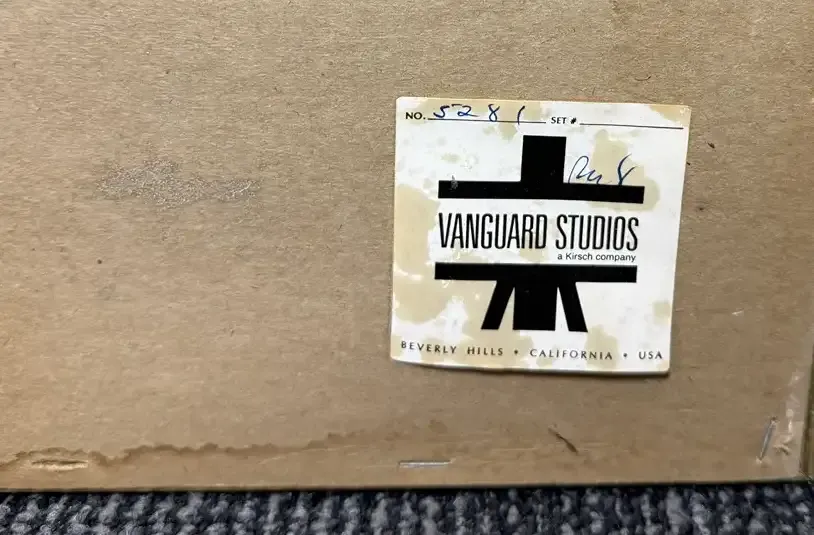 NO. 5281 SET #
VANGUARD STUDIOS
a Kirsch company
BEVERLY HILLS • CALIFORNIA • USA